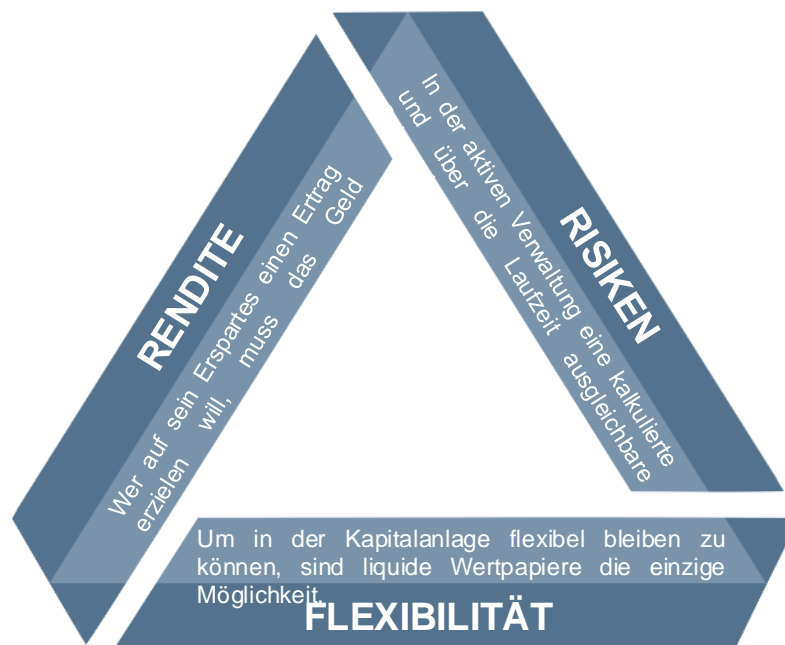 RENDITE
Wer auf sein Erspartes einen Ertrag
erzielen will, muss das Geld
RISIKEN
In der aktiven Verwaltung eine kalkulierte
und über die Laufzeit ausgleichbare
Um in der Kapitalanlage flexibel bleiben zu
können, sind liquide Wertpapiere die einzige
Möglichkeit.
FLEXIBILITÄT